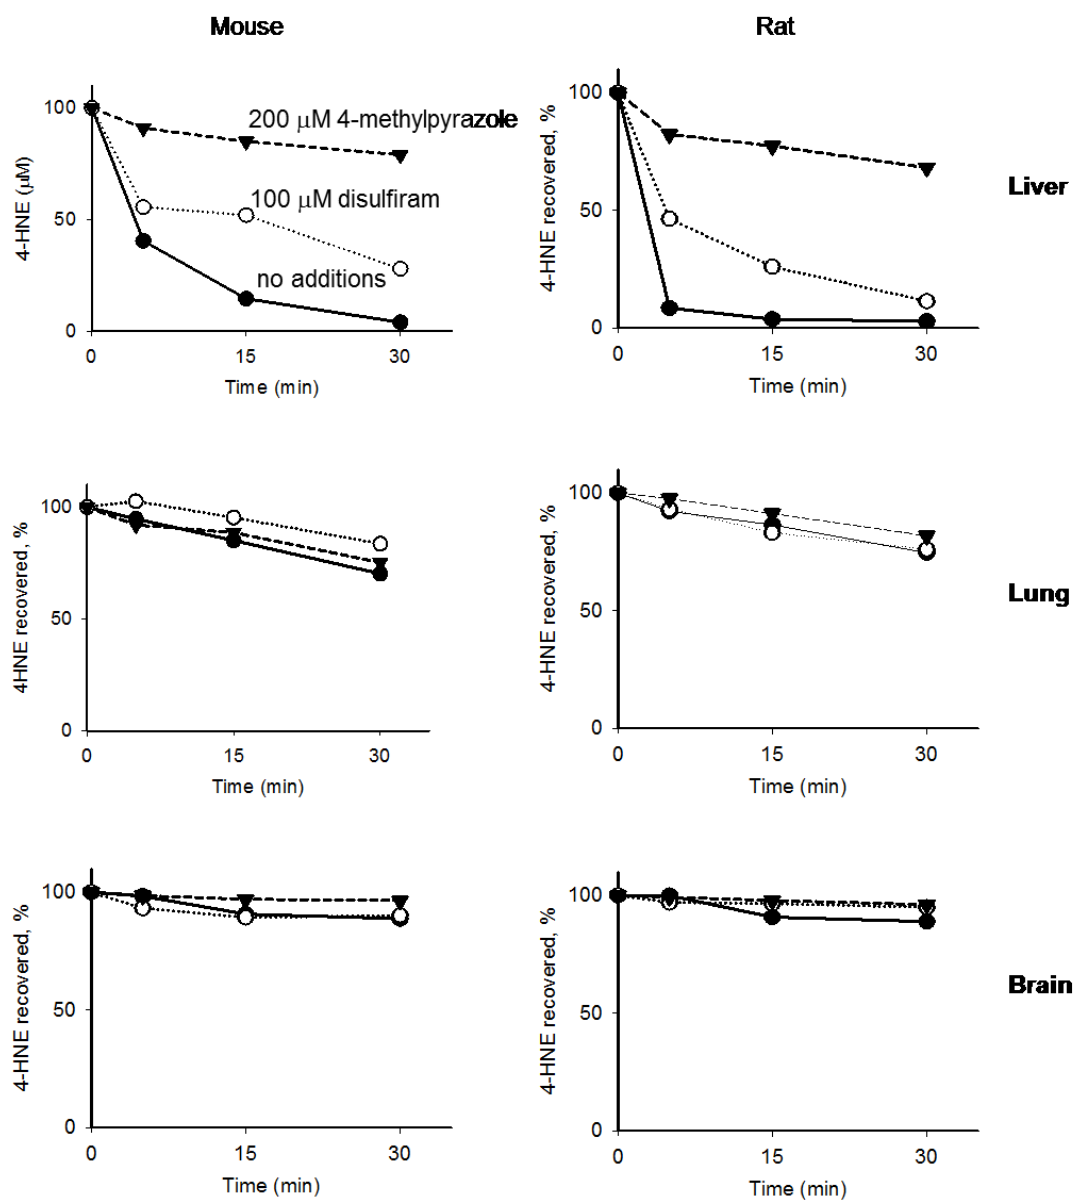 Mouse
Rat
100
50
0
0
15
30
4-HNE (μM)
Time (min)
200 μM 4-methylpyrazole
100 μM disulfiram
no additions
100
50
0
0
15
30
4-HNE recovered, %
Time (min)
Liver
100
50
0
0
15
30
4HNE recovered, %
Time (min)
100
50
0
0
15
30
4-HNE recovered, %
Time (min)
Lung
100
50
0
0
15
30
4-HNE recovered, %
Time (min)
100
50
0
0
15
30
4-HNE recovered, %
Time (min)
Brain